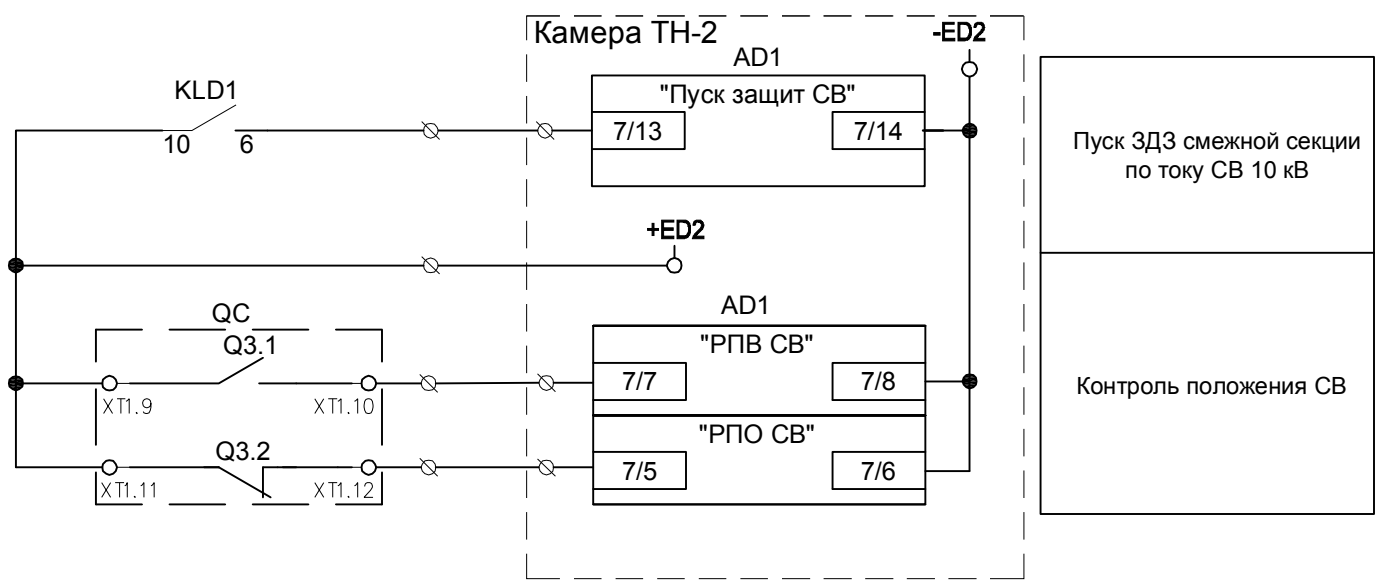 Камера ТН-2
-ED2
AD1
KLD1
"Пуск защит СВ"
10
6
7/13
7/14
Пуск ЗДЗ смежной секции
по току СВ 10 кВ
+ED2
AD1
QC
Q3.1
"РПВ СВ"
XT1.9
XT1.10
7/7
7/8
Контроль положения СВ
Q3.2
"РПО СВ"
XT1.11
XT1.12
7/5
7/6